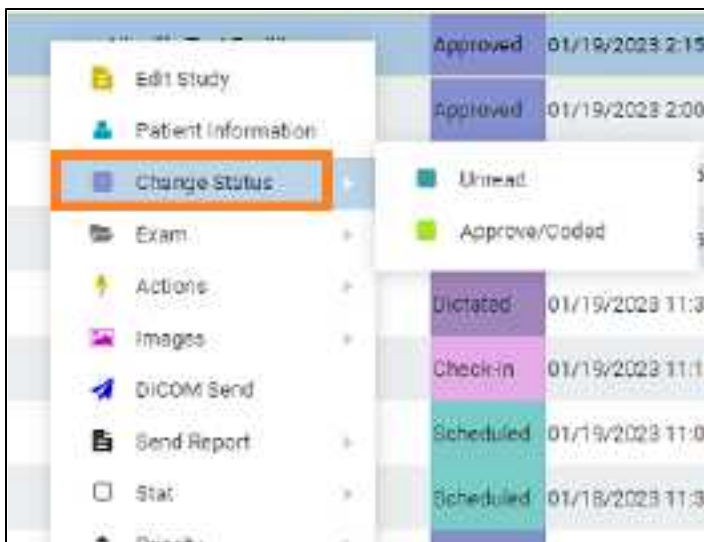 Approved 01/19/2023 2:15
Edit Study
Patient Information
Approved 01/19/2023 2:00
Change Status
Unread
Exam
Approve/Coded
Actions
Dictated 01/19/2023 11:3
Images
Check-In 01/19/2023 11:1
DICOM Send
Send Report
Scheduled 01/19/2023 11:0
Stat
Scheduled 01/18/2023 11:3